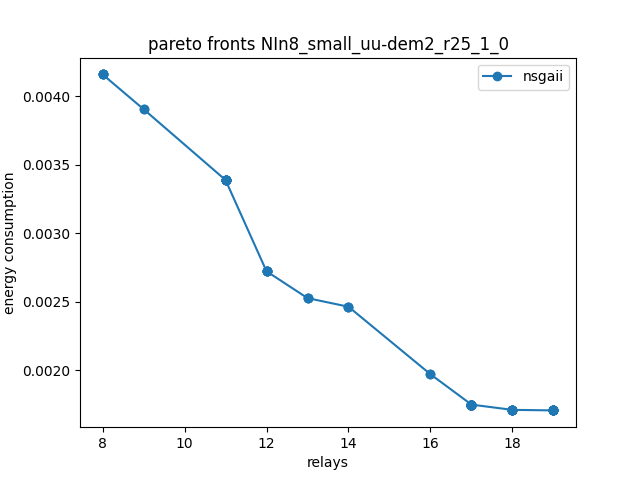 pareto fronts NIn8_small_uu-dem2_r25_1_0
nsgaii
0.0040
0.0035
0.0030
0.0025
0.0020
energy consumption
8 10 12 14 16 18
relays